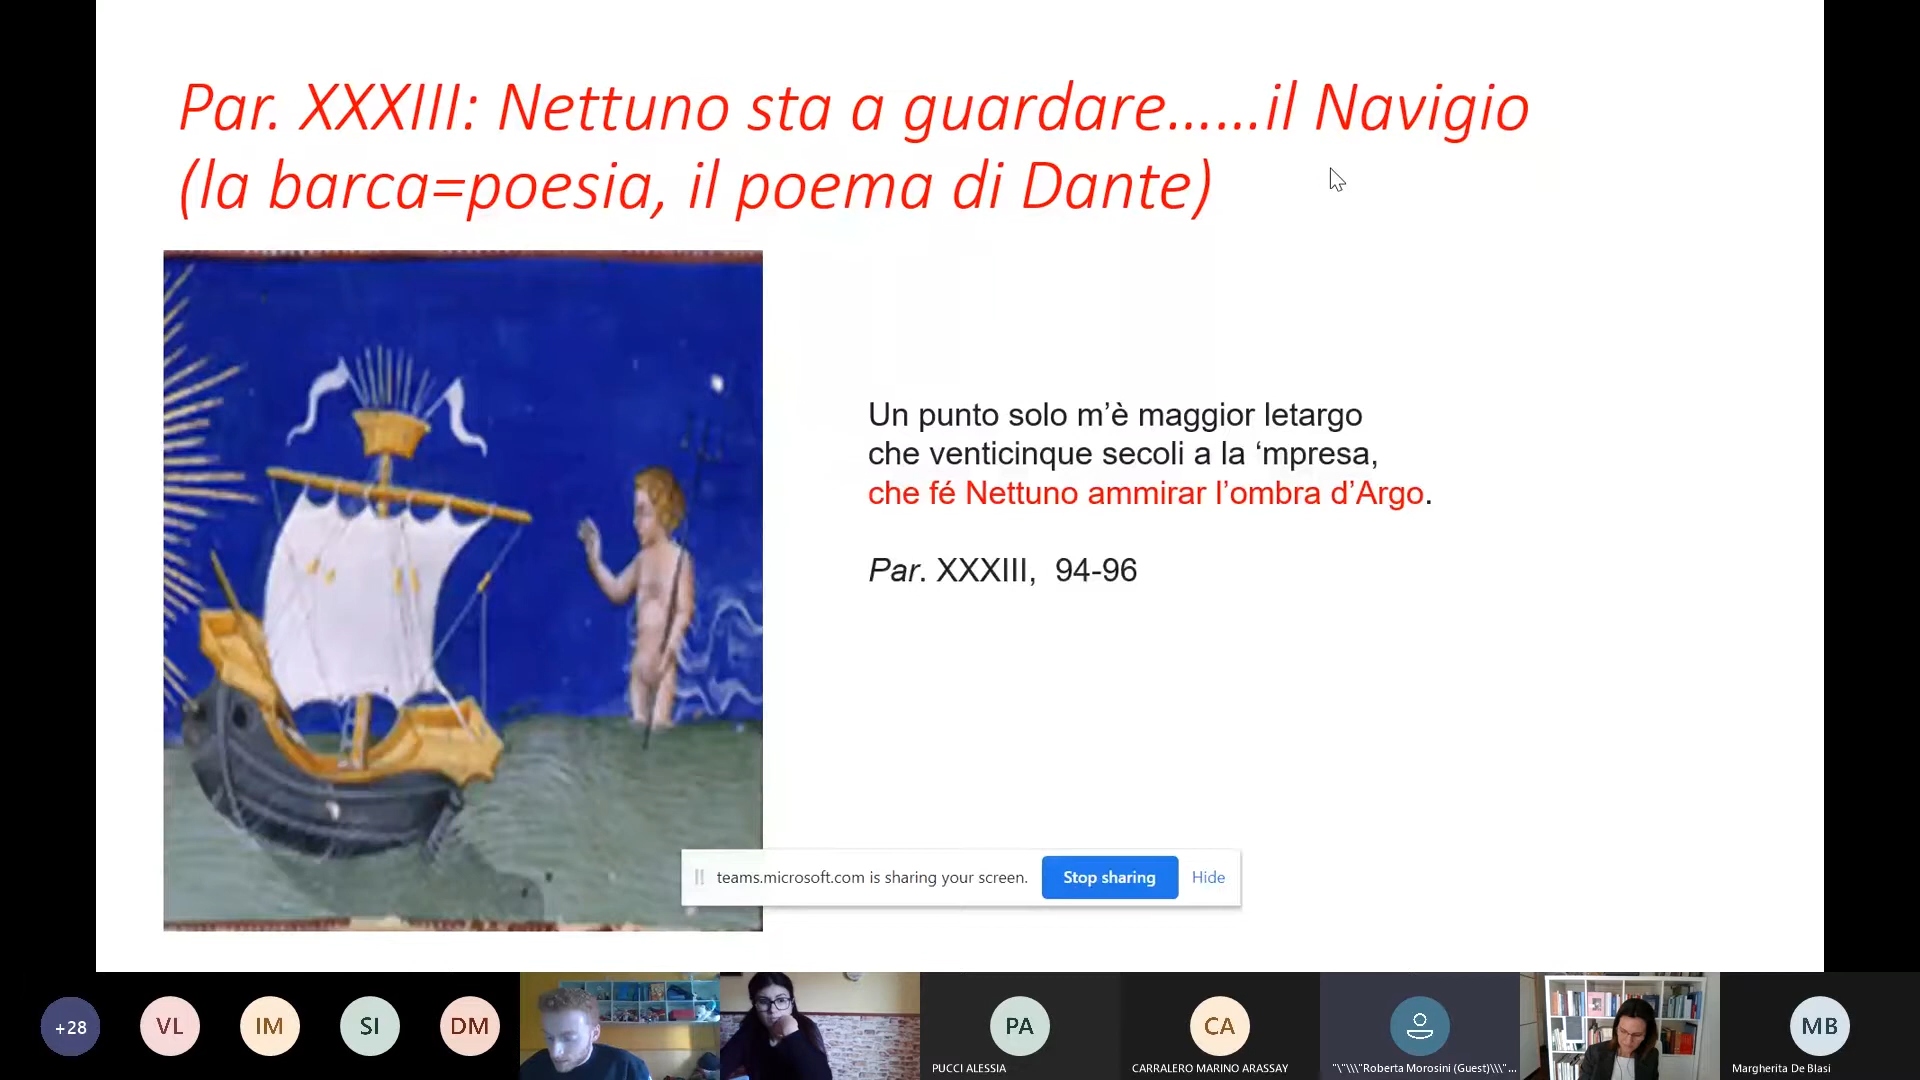 Par. XXXIII: Nettuno sta a guardare......il Navigio
(la barca=poesia, il poema di Dante)
Un punto solo m’è maggior letargo
che venticinque secoli a la ‘mpresa,
che fé Nettuno ammirar l’ombra d’Argo.
Par. XXXIII, 94-96
teams.microsoft.com is sharing your screen.
Stop sharing
Hide
+28
VL
IM
SI
DM
PA
PUCCI ALESSIA
CA
CARRALERO MARINO ARASSAY
"\"\\\"Roberta Morosini (Guest)\\\" ...
MB
Margherita De Blasi